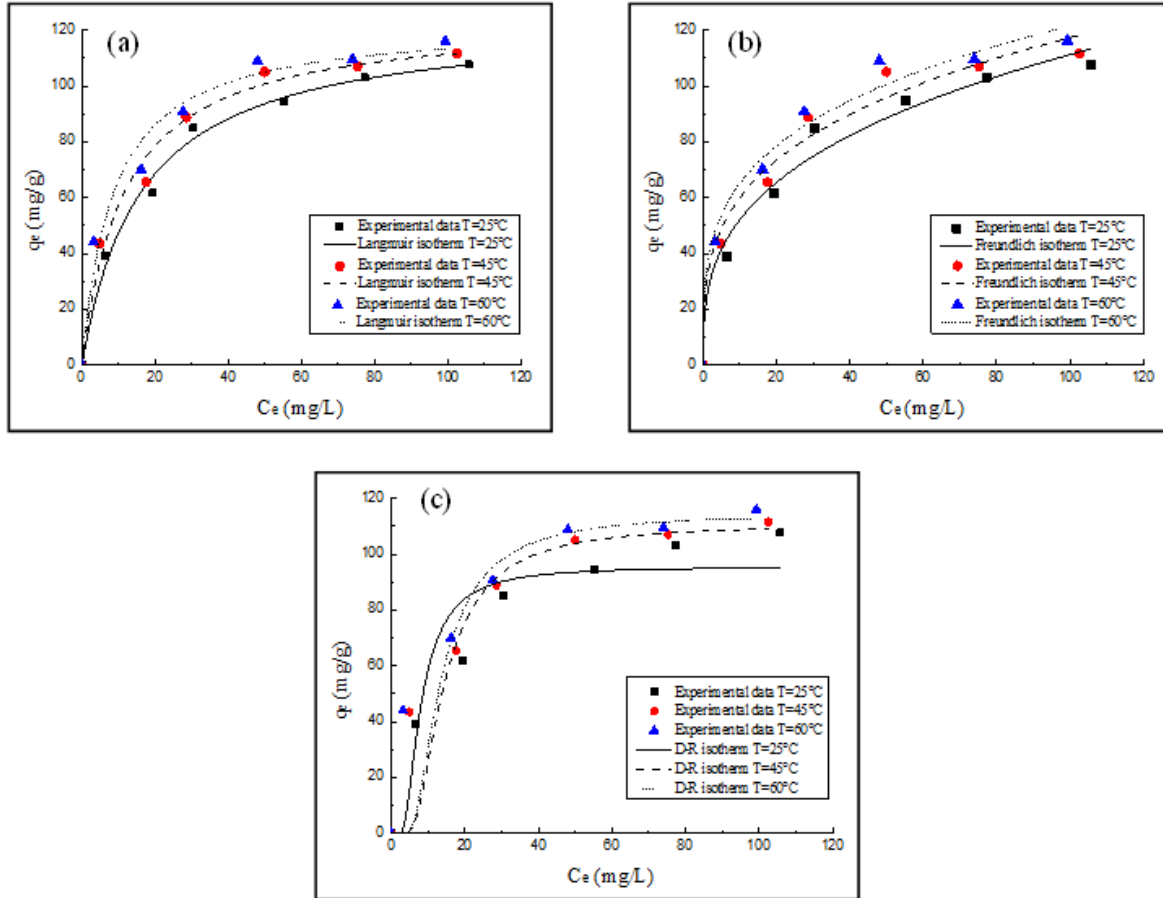 (a)
120
100
80
60
40
20
0
qe (mg/g)
Experimental data T=25°C
Langmuir isotherm T=25°C
Experimental data T=45°C
Langmuir isotherm T=45°C
Experimental data T=60°C
Langmuir isotherm T=60°C
0 20 40 60 80 100 120
Ce (mg/L)
(b)
120
100
80
60
40
20
0
qe (mg/g)
Experimental data T=25°C
Freundlich isotherm T=25°C
Experimental data T=45°C
Freundlich isotherm T=45°C
Experimental data T=60°C
Freundlich isotherm T=60°C
0 20 40 60 80 100 120
Ce (mg/L)
(c)
120
100
80
60
40
20
0
qe (mg/g)
Experimental data T=25°C
Experimental data T=45°C
Experimental data T=60°C
D-R isotherm T=25°C
D-R isotherm T=45°C
D-R isotherm T=60°C
0 20 40 60 80 100 120
Ce (mg/L)